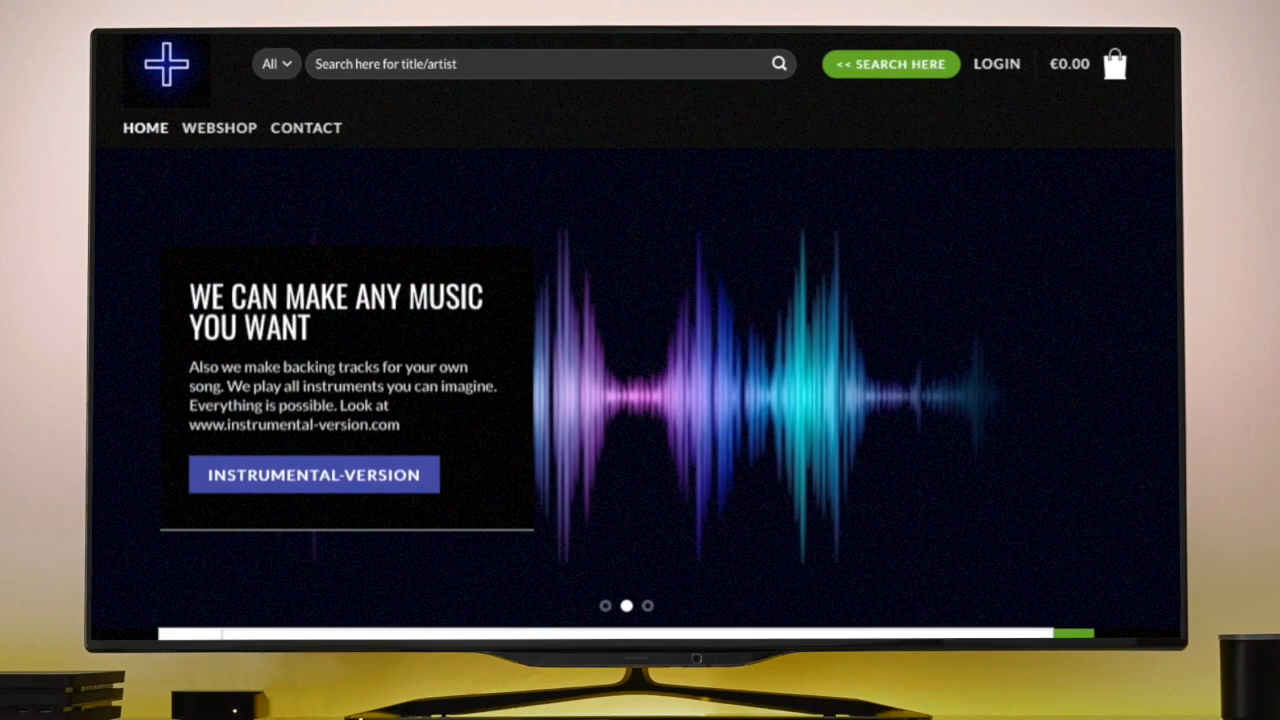 All
Search here for title/artist
<< SEARCH HERE
LOGIN
€0.00
HOME WEBSHOP CONTACT
WE CAN MAKE ANY MUSIC
YOU WANT
Also we make backing tracks for your own
song. We play all instruments you can imagine.
Everything is possible. Look at
www.instrumental-version.com
INSTRUMENTAL-VERSION